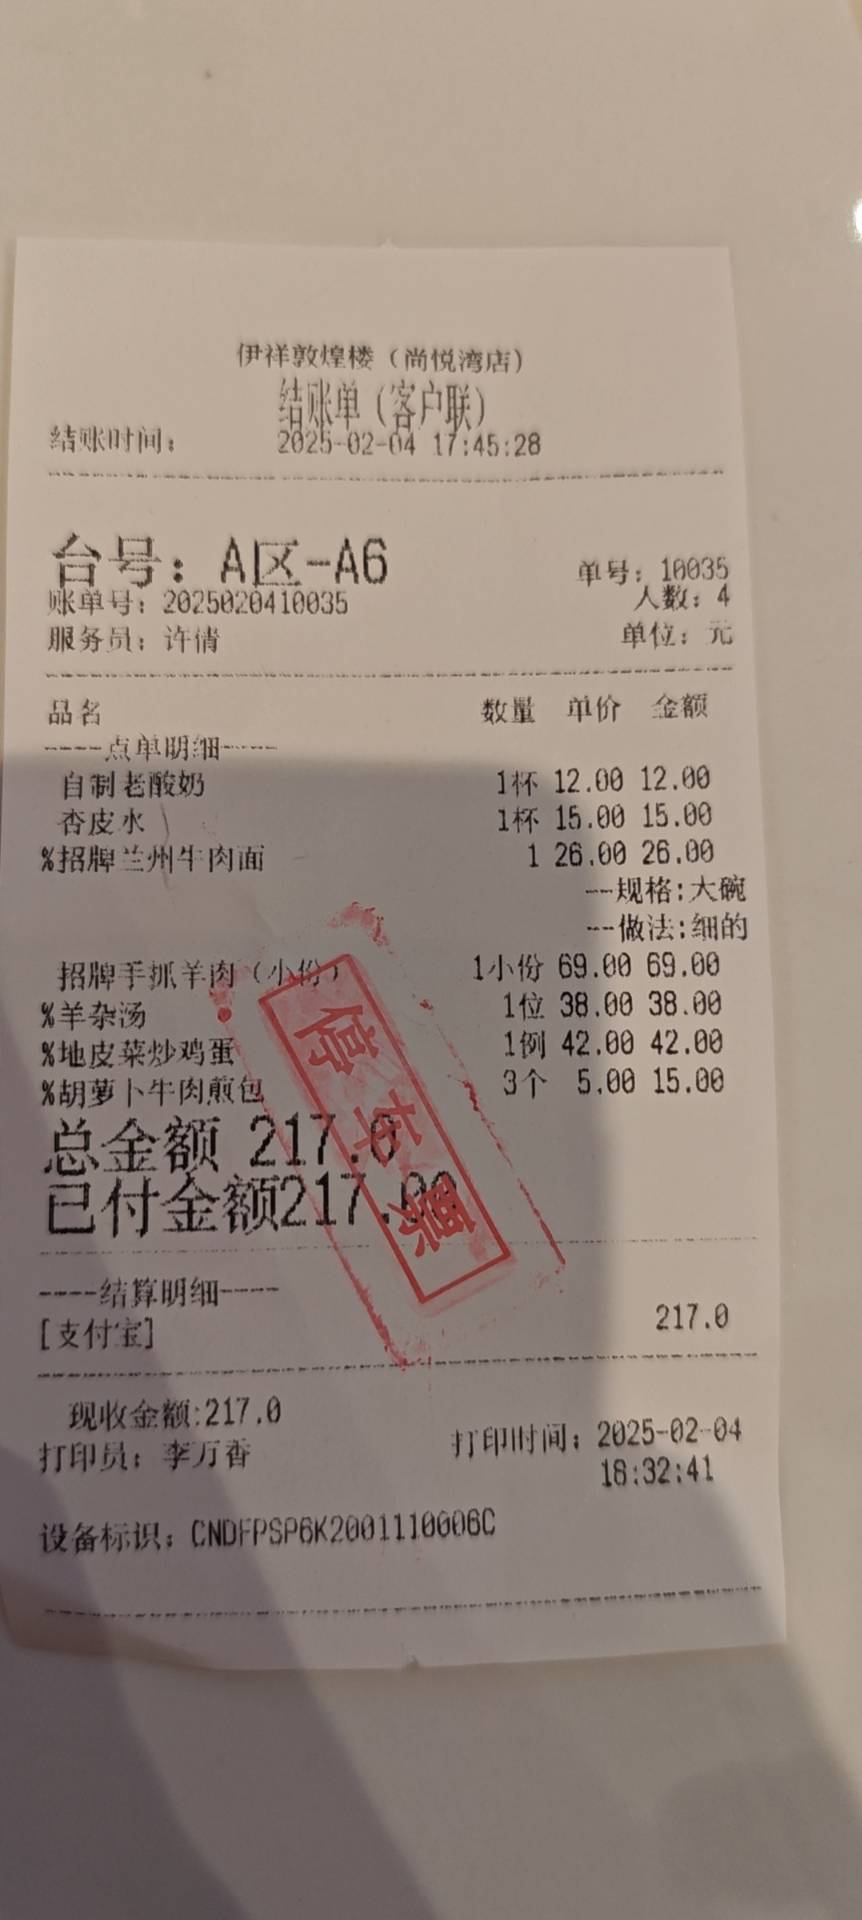 伊祥敦煌楼（尚悦湾店）
结账单（客户联）
结账时间： 2025-02-04 17:45:28
台号：A区-A6 单号：10035
账单号：2025020410035 人数：4
服务员：许倩 单位：元
品名 数量 单价 金额
----点单明细----
自制老酸奶 1杯 12.00 12.00
杏皮水 1杯 15.00 15.00
%招牌兰州牛肉面 1 26.00 26.00
--规格:大碗
--做法:细的
招牌手抓羊肉（小份） 1小份 69.00 69.00
%羊杂汤 1位 38.00 38.00
%地皮菜炒鸡蛋 1例 42.00 42.00
%胡萝卜牛肉煎包 3个 5.00 15.00
总金额 217.0
已付金额217.00
停车票
----结算明细----
[支付宝] 217.0
现收金额:217.0
打印员：李万香 打印时间：2025-02-04
18:32:41
设备标识：CNDFPSP6K2001110006C